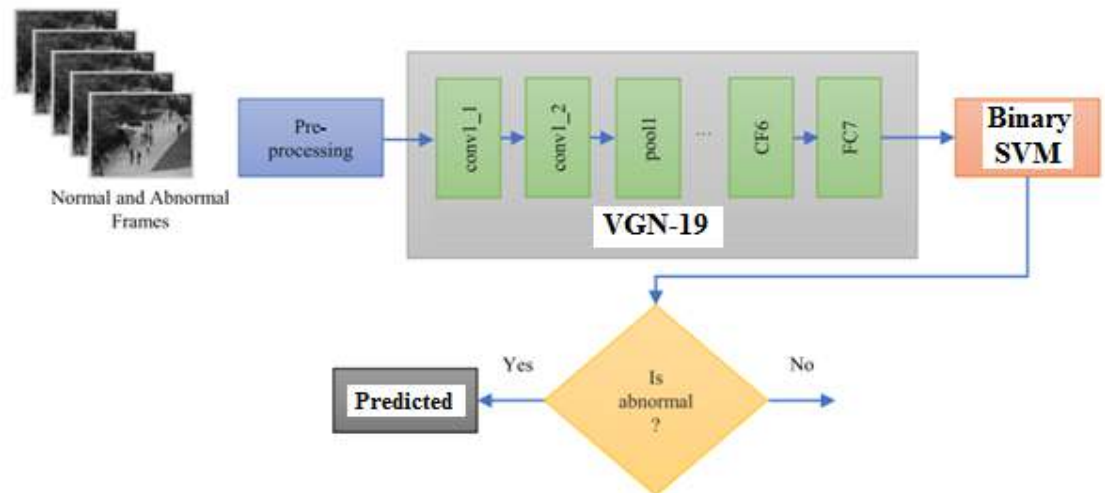 Normal and Abnormal
Frames
Pre-
processing
conv1_1
conv1_2
pool1
...
CF6
FC7
VGN-19
Binary
SVM
Is
abnormal
?
Yes
No
Predicted